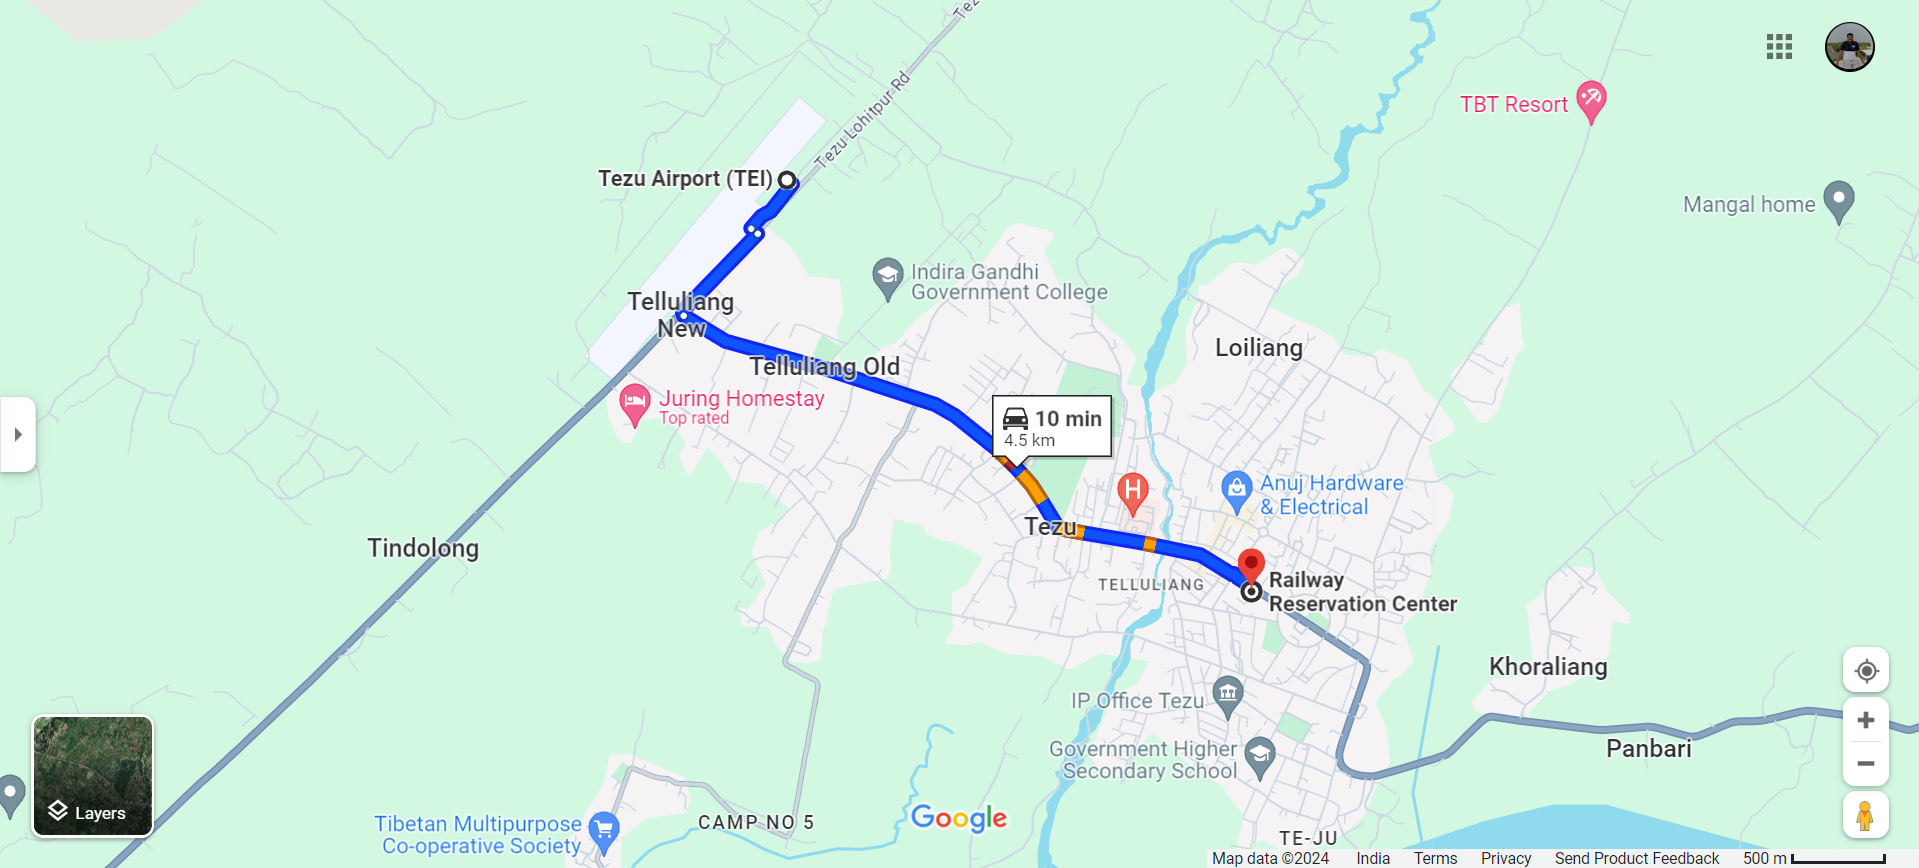 Tez
Tezu Lohitpur Rd
TBT Resort
Tezu Airport (TEI)
Mangal home
Indira Gandhi
Government College
Telluliang
New
Loiliang
Telluliang Old
Juring Homestay
Top rated
10 min
4.5 km
H
Anuj Hardware
& Electrical
Tezu
Tindolong
TELLULIANG
Railway
Reservation Center
Khoraliang
IP Office Tezu
Government Higher
Secondary School
Panbari
Layers
Tibetan Multipurpose
Co-operative Society
CAMP NO 5
Google
TE-JU
Map data ©2024 India Terms Privacy Send Product Feedback 500 m